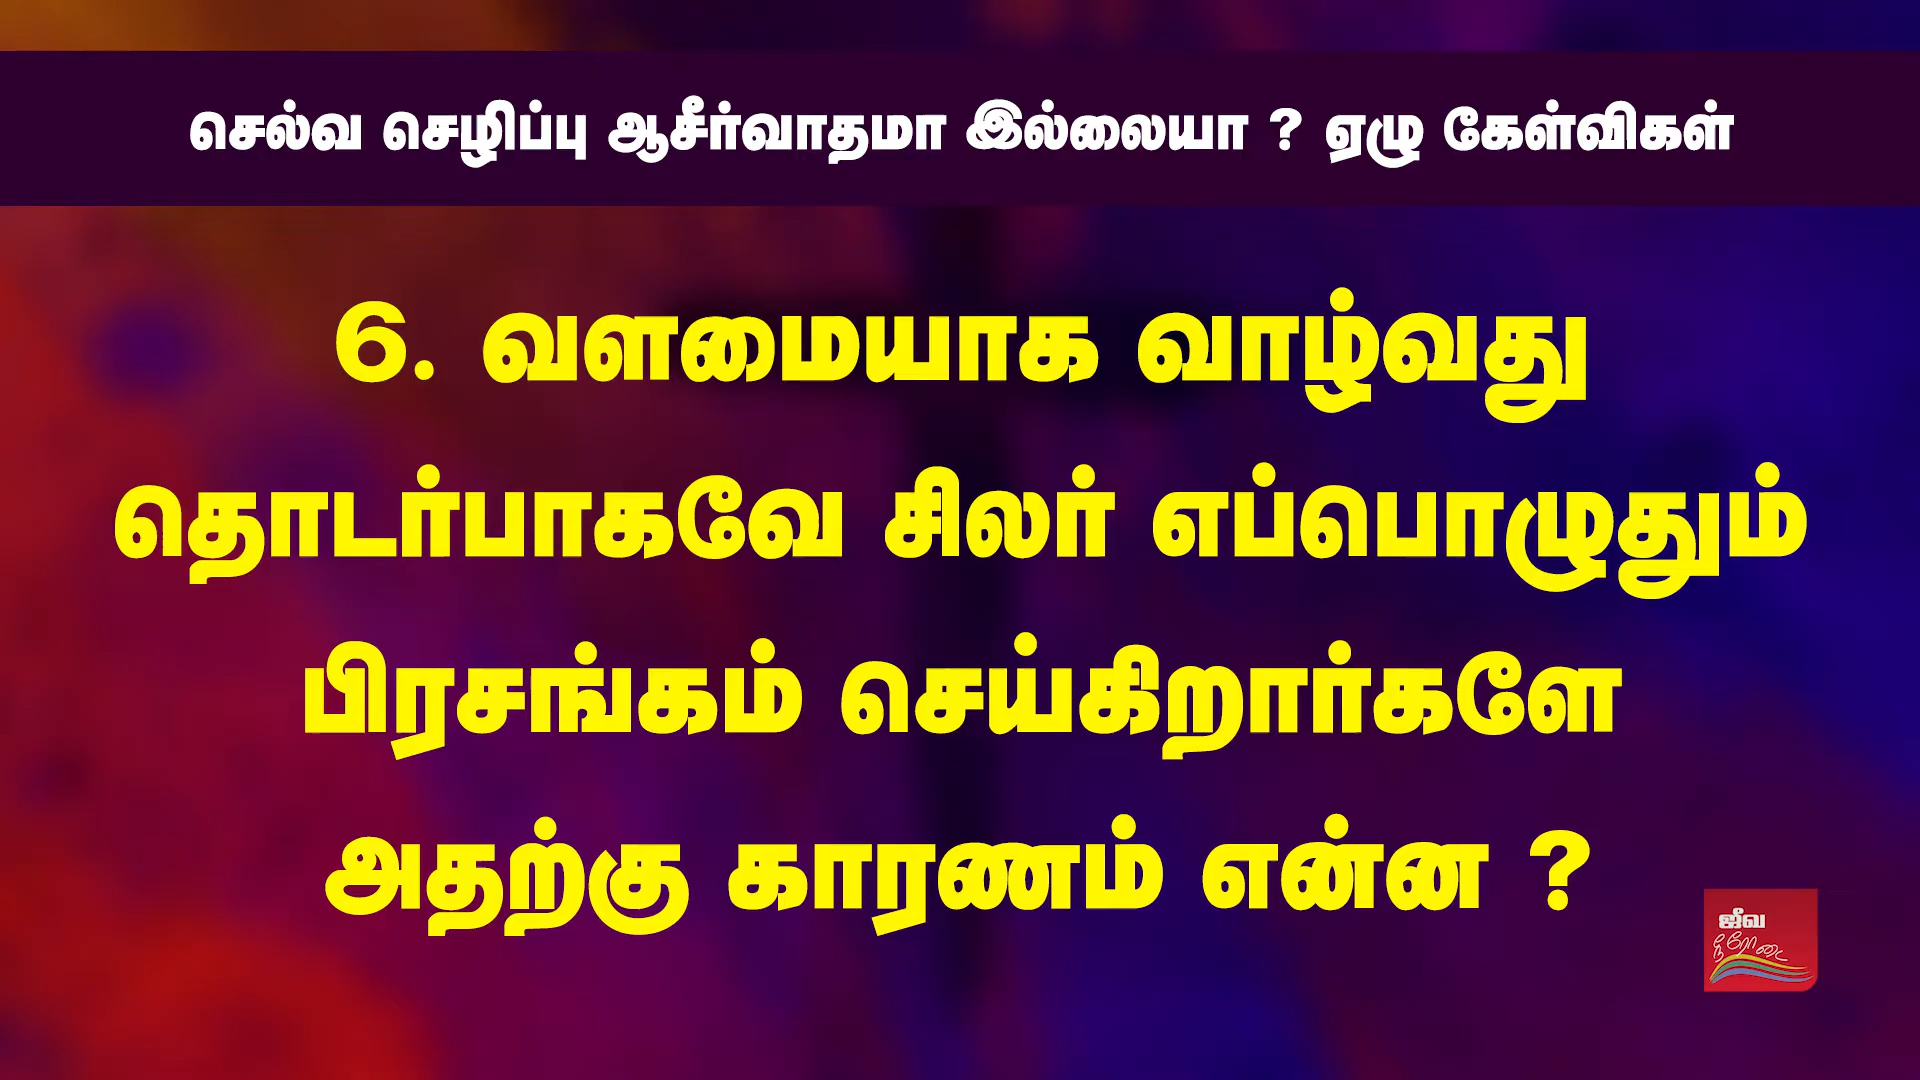 செல்வ செழிப்பு ஆசீர்வாதமா இல்லையா ? ஏழு கேள்விகள்
6. வளமையாக வாழ்வது
தொடர்பாகவே சிலர் எப்பொழுதும்
பிரசங்கம் செய்கிறார்களே
அதற்கு காரணம் என்ன ?
ஜீவ
நீரோடை